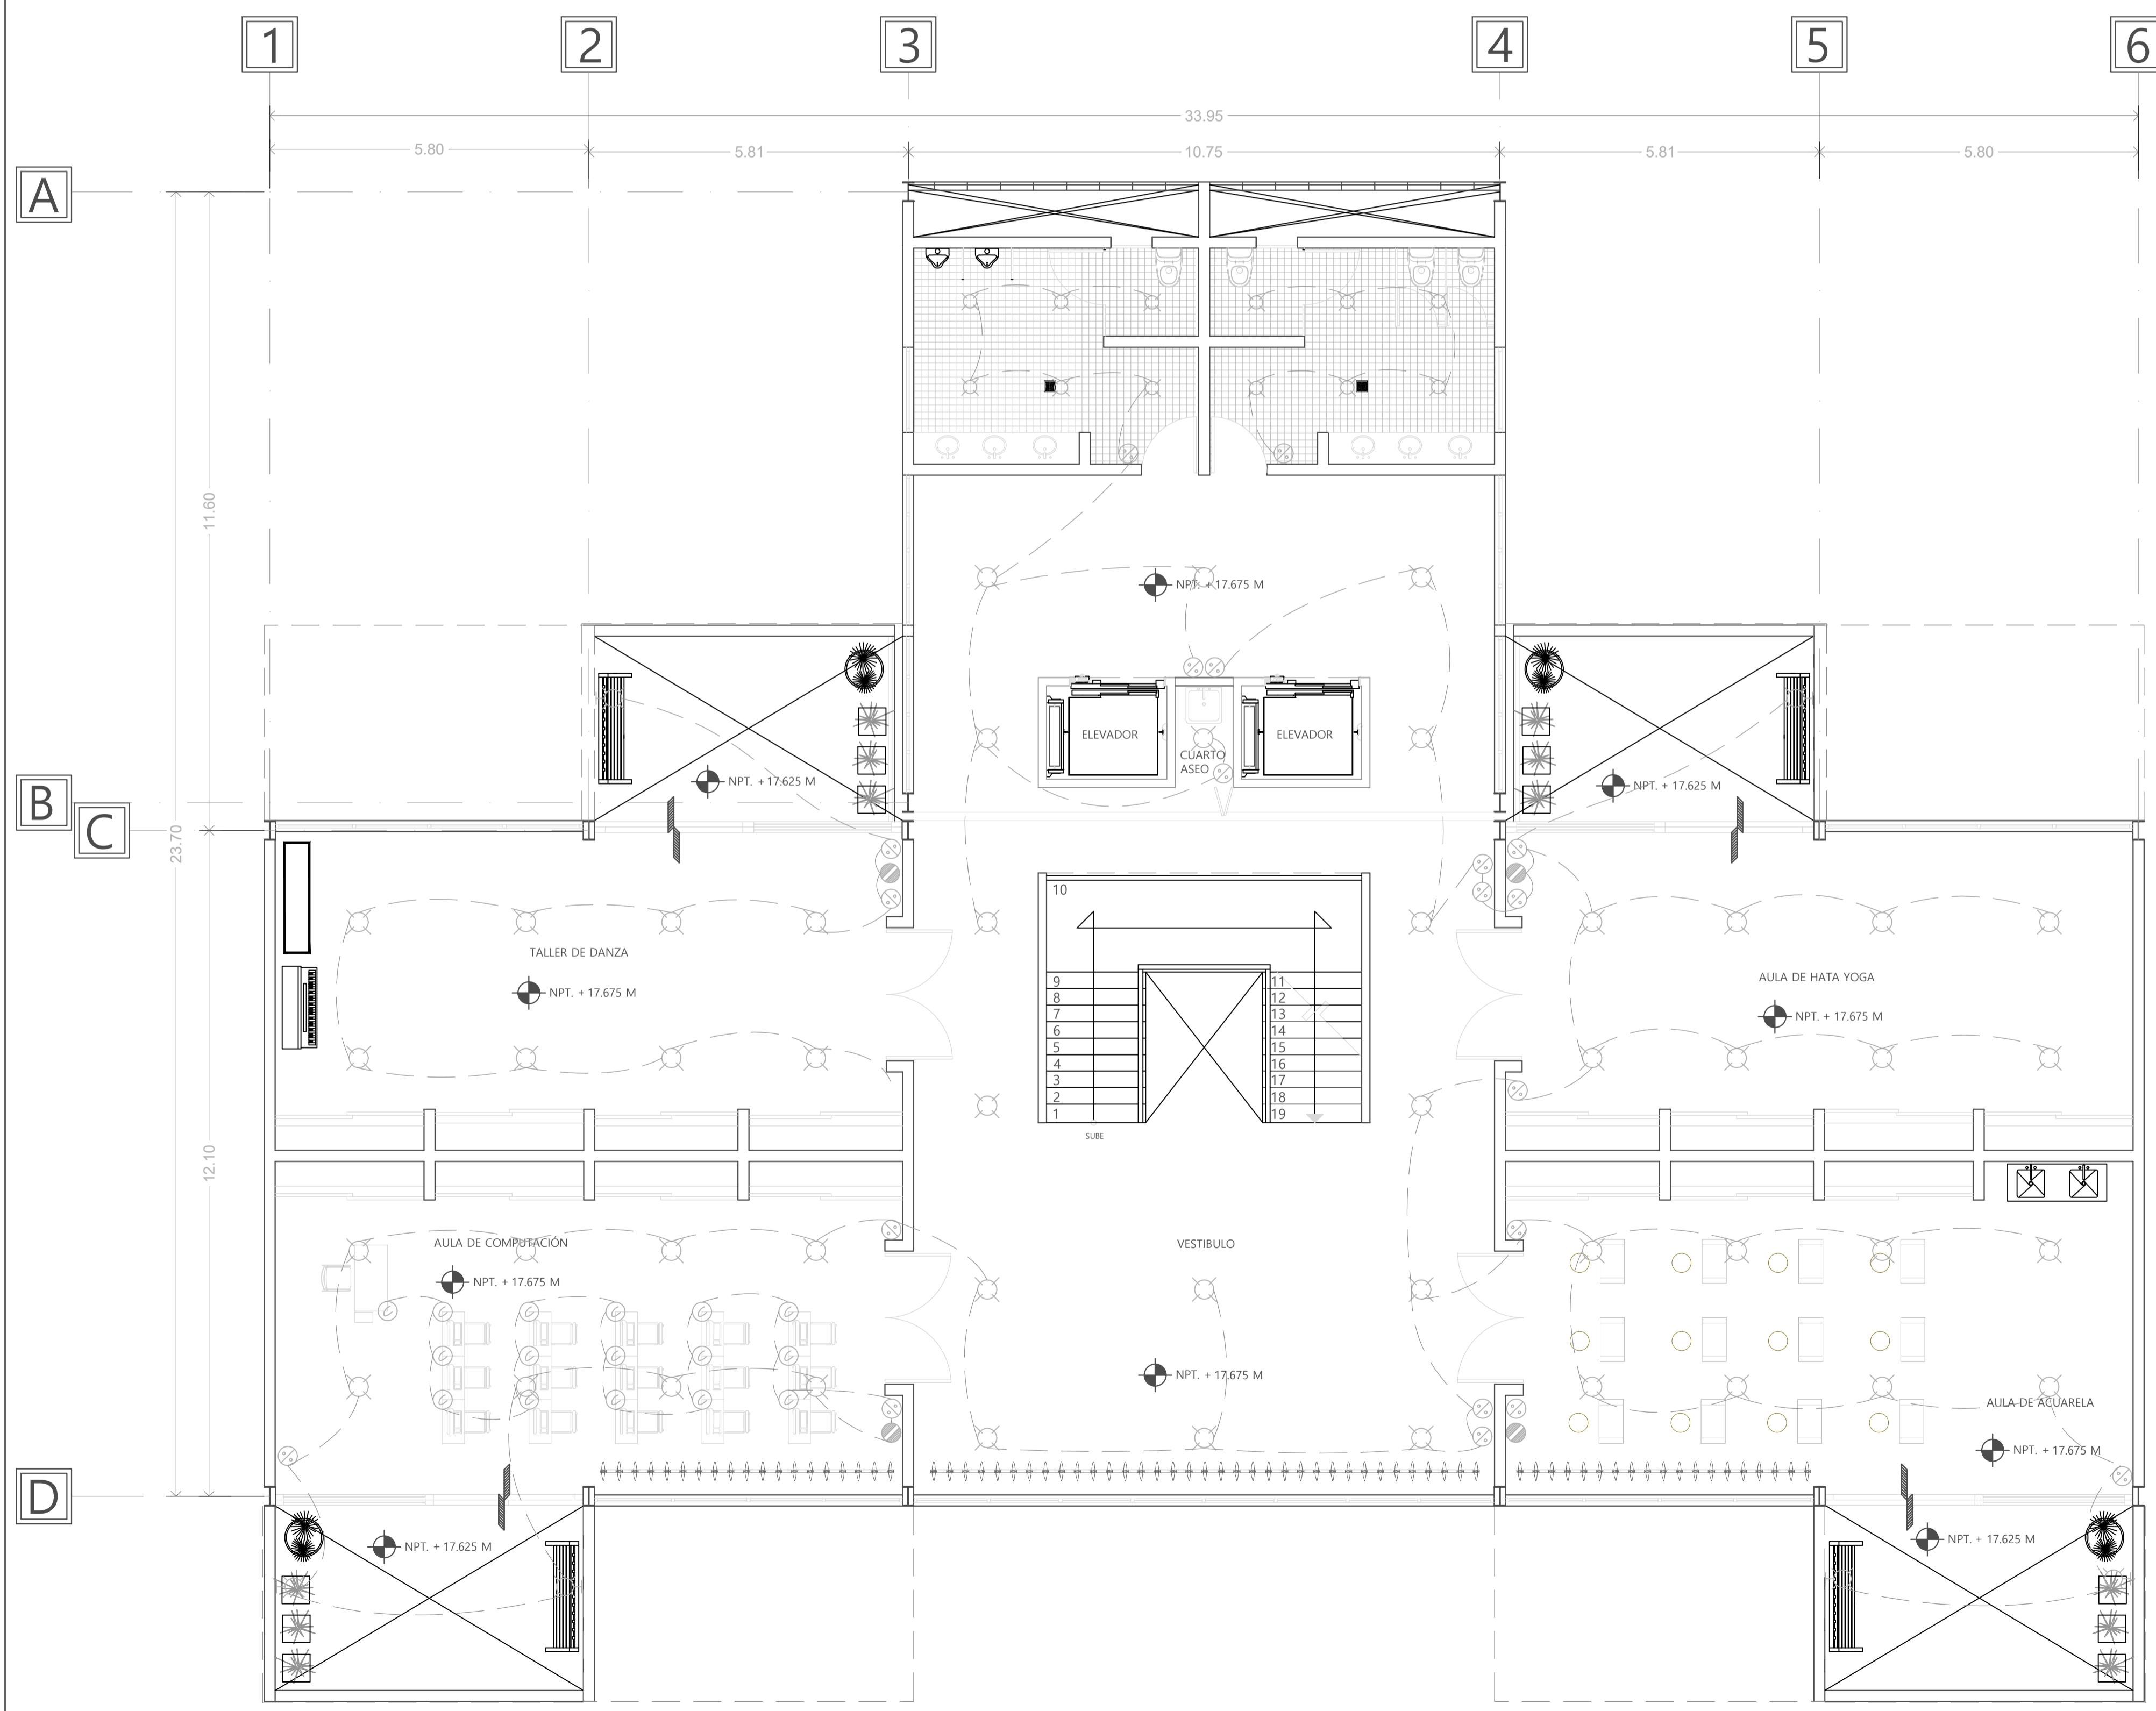 1 2 3 4 5 6
33.95
5.80 5.81 10.75 5.81 5.80
A
11.60
NPT. + 17.675 M
ELEVADOR
CUARTO
ASEO
ELEVADOR
NPT. + 17.625 M
NPT. + 17.625 M
B
C
23.70
10
TALLER DE DANZA
NPT. + 17.675 M
AULA DE HATA YOGA
NPT. + 17.675 M
9 11
8 12
7 13
6 14
5 15
4 16
3 17
2 18
1 19
SUBE
12.10
AULA DE COMPUTACIÓN
NPT. + 17.675 M
VESTIBULO
NPT. + 17.675 M
AULA DE ACUARELA
NPT. + 17.675 M
D
NPT. + 17.625 M
NPT. + 17.625 M